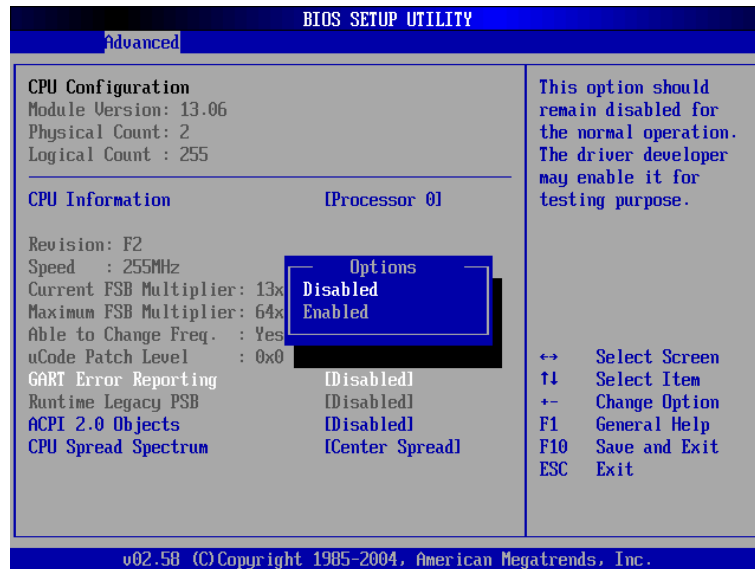 BIOS SETUP UTILITY
Advanced
CPU Configuration
Module Version: 13.06
Physical Count: 2
Logical Count : 255
CPU Information [Processor 0]
Revision: F2
Speed : 255MHz
Current FSB Multiplier: 13x
Maximum FSB Multiplier: 64x
Able to Change Freq. : Yes
uCode Patch Level : 0x0
GART Error Reporting [Disabled]
Runtime Legacy PSB [Disabled]
ACPI 2.0 Objects [Disabled]
CPU Spread Spectrum [Center Spread]
Options
Disabled
Enabled
This option should
remain disabled for
the normal operation.
The driver developer
may enable it for
testing purpose.
↔ Select Screen
↑↓ Select Item
+- Change Option
F1 General Help
F10 Save and Exit
ESC Exit
v02.58 (C)Copyright 1985-2004, American Megatrends, Inc.